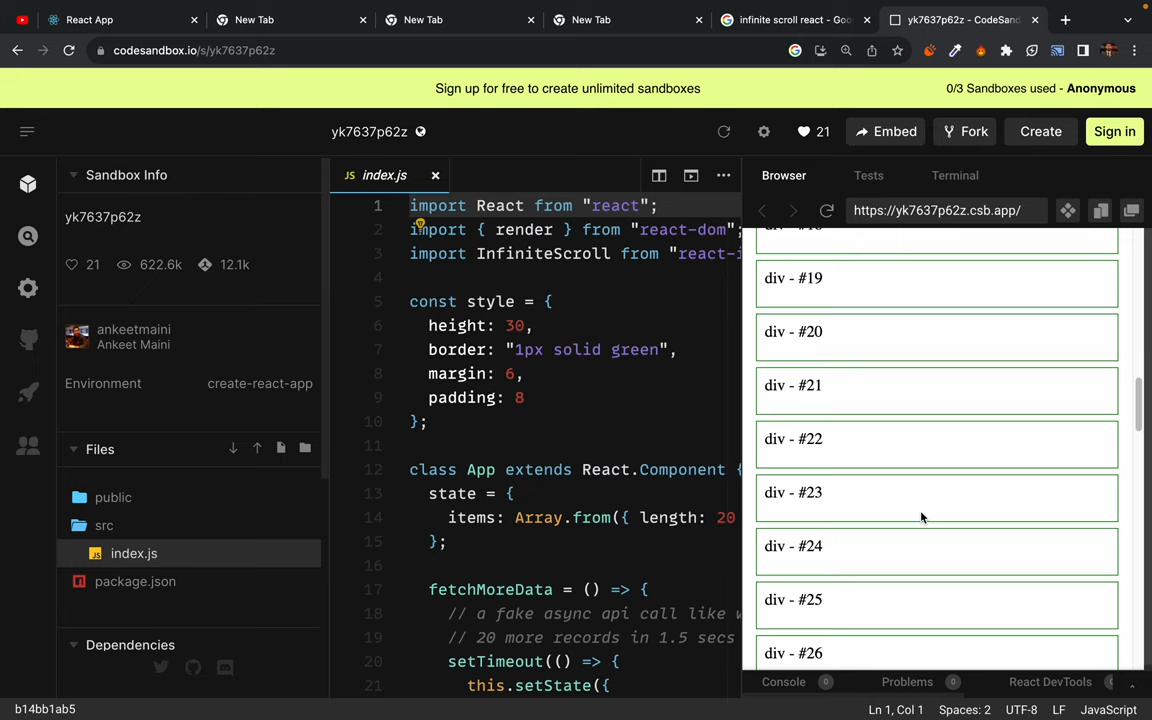 React App
New Tab
New Tab
New Tab
infinite scroll react - Goo
yk7637p62z - CodeSand
codesandbox.io/s/yk7637p62z
Sign up for free to create unlimited sandboxes
0/3 Sandboxes used - Anonymous
yk7637p62z
21
Embed
Fork
Create
Sign in
Sandbox Info
JS index.js
Browser
Tests
Terminal
yk7637p62z
https://yk7637p62z.csb.app/
21
622.6k
12.1k
ankeetmaini
Ankeet Maini
Environment
create-react-app
Files
public
src
JS index.js
package.json
Dependencies
1 import React from "react";
2 import { render } from "react-dom";
3 import InfiniteScroll from "react-i
4
5 const style = {
6 height: 30,
7 border: "1px solid green",
8 margin: 6,
9 padding: 8
10 };
11
12 class App extends React.Component {
13 state = {
14 items: Array.from({ length: 20
15 };
16
17 fetchMoreData = () => {
18 // a fake async api call like w
19 // 20 more records in 1.5 secs
20 setTimeout(() => {
21 this.setState({
div - #18
div - #19
div - #20
div - #21
div - #22
div - #23
div - #24
div - #25
div - #26
Console 0
Problems 0
React DevTools
b14bb1ab5
Ln 1, Col 1
Spaces: 2
UTF-8
LF
JavaScript